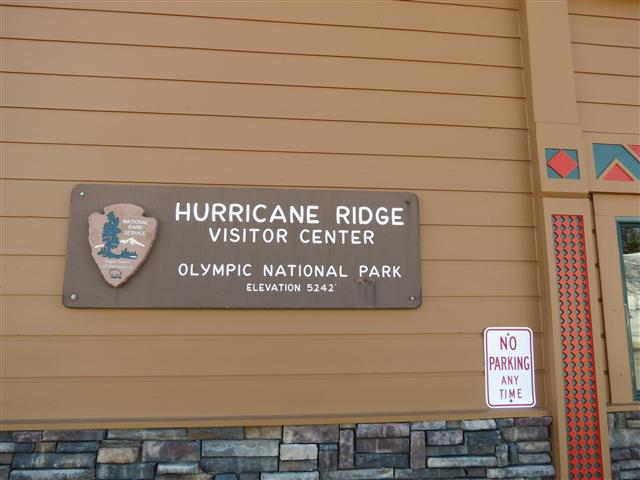 NATIONAL
PARK
SERVICE
HURRICANE RIDGE
VISITOR CENTER
OLYMPIC NATIONAL PARK
ELEVATION 5242'
NO
PARKING
ANY
TIME